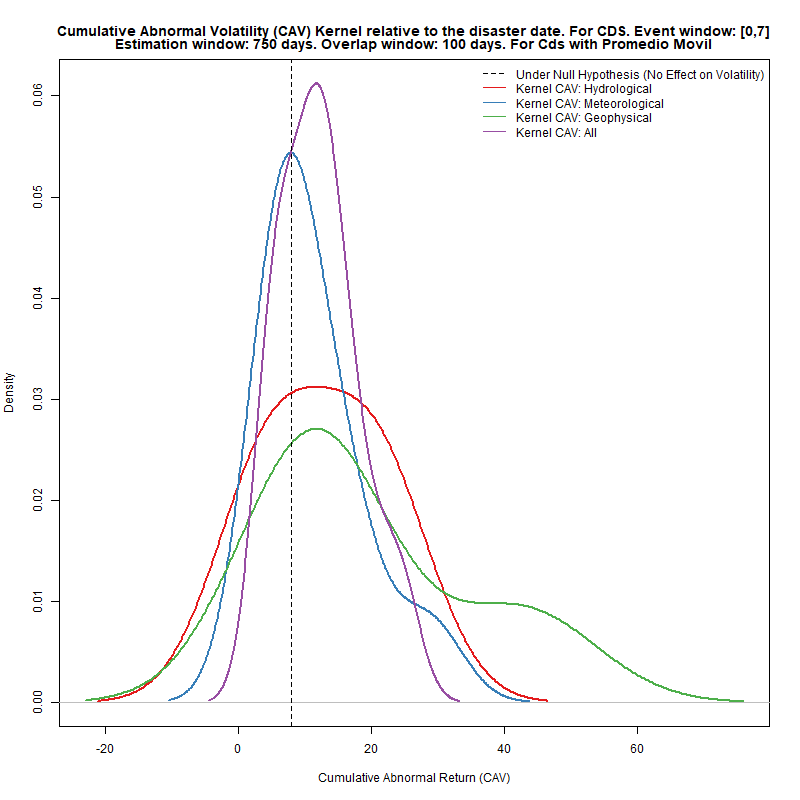 Cumulative Abnormal Volatility (CAV) Kernel relative to the disaster date. For CDS. Event window: [0,7]
Estimation window: 750 days. Overlap window: 100 days. For Cds with Promedio Movil
Under Null Hypothesis (No Effect on Volatility)
Kernel CAV: Hydrological
Kernel CAV: Meteorological
Kernel CAV: Geophysical
Kernel CAV: All
0.06
0.05
0.04
0.03
0.02
0.01
0.00
Density
-20 0 20 40 60
Cumulative Abnormal Return (CAV)